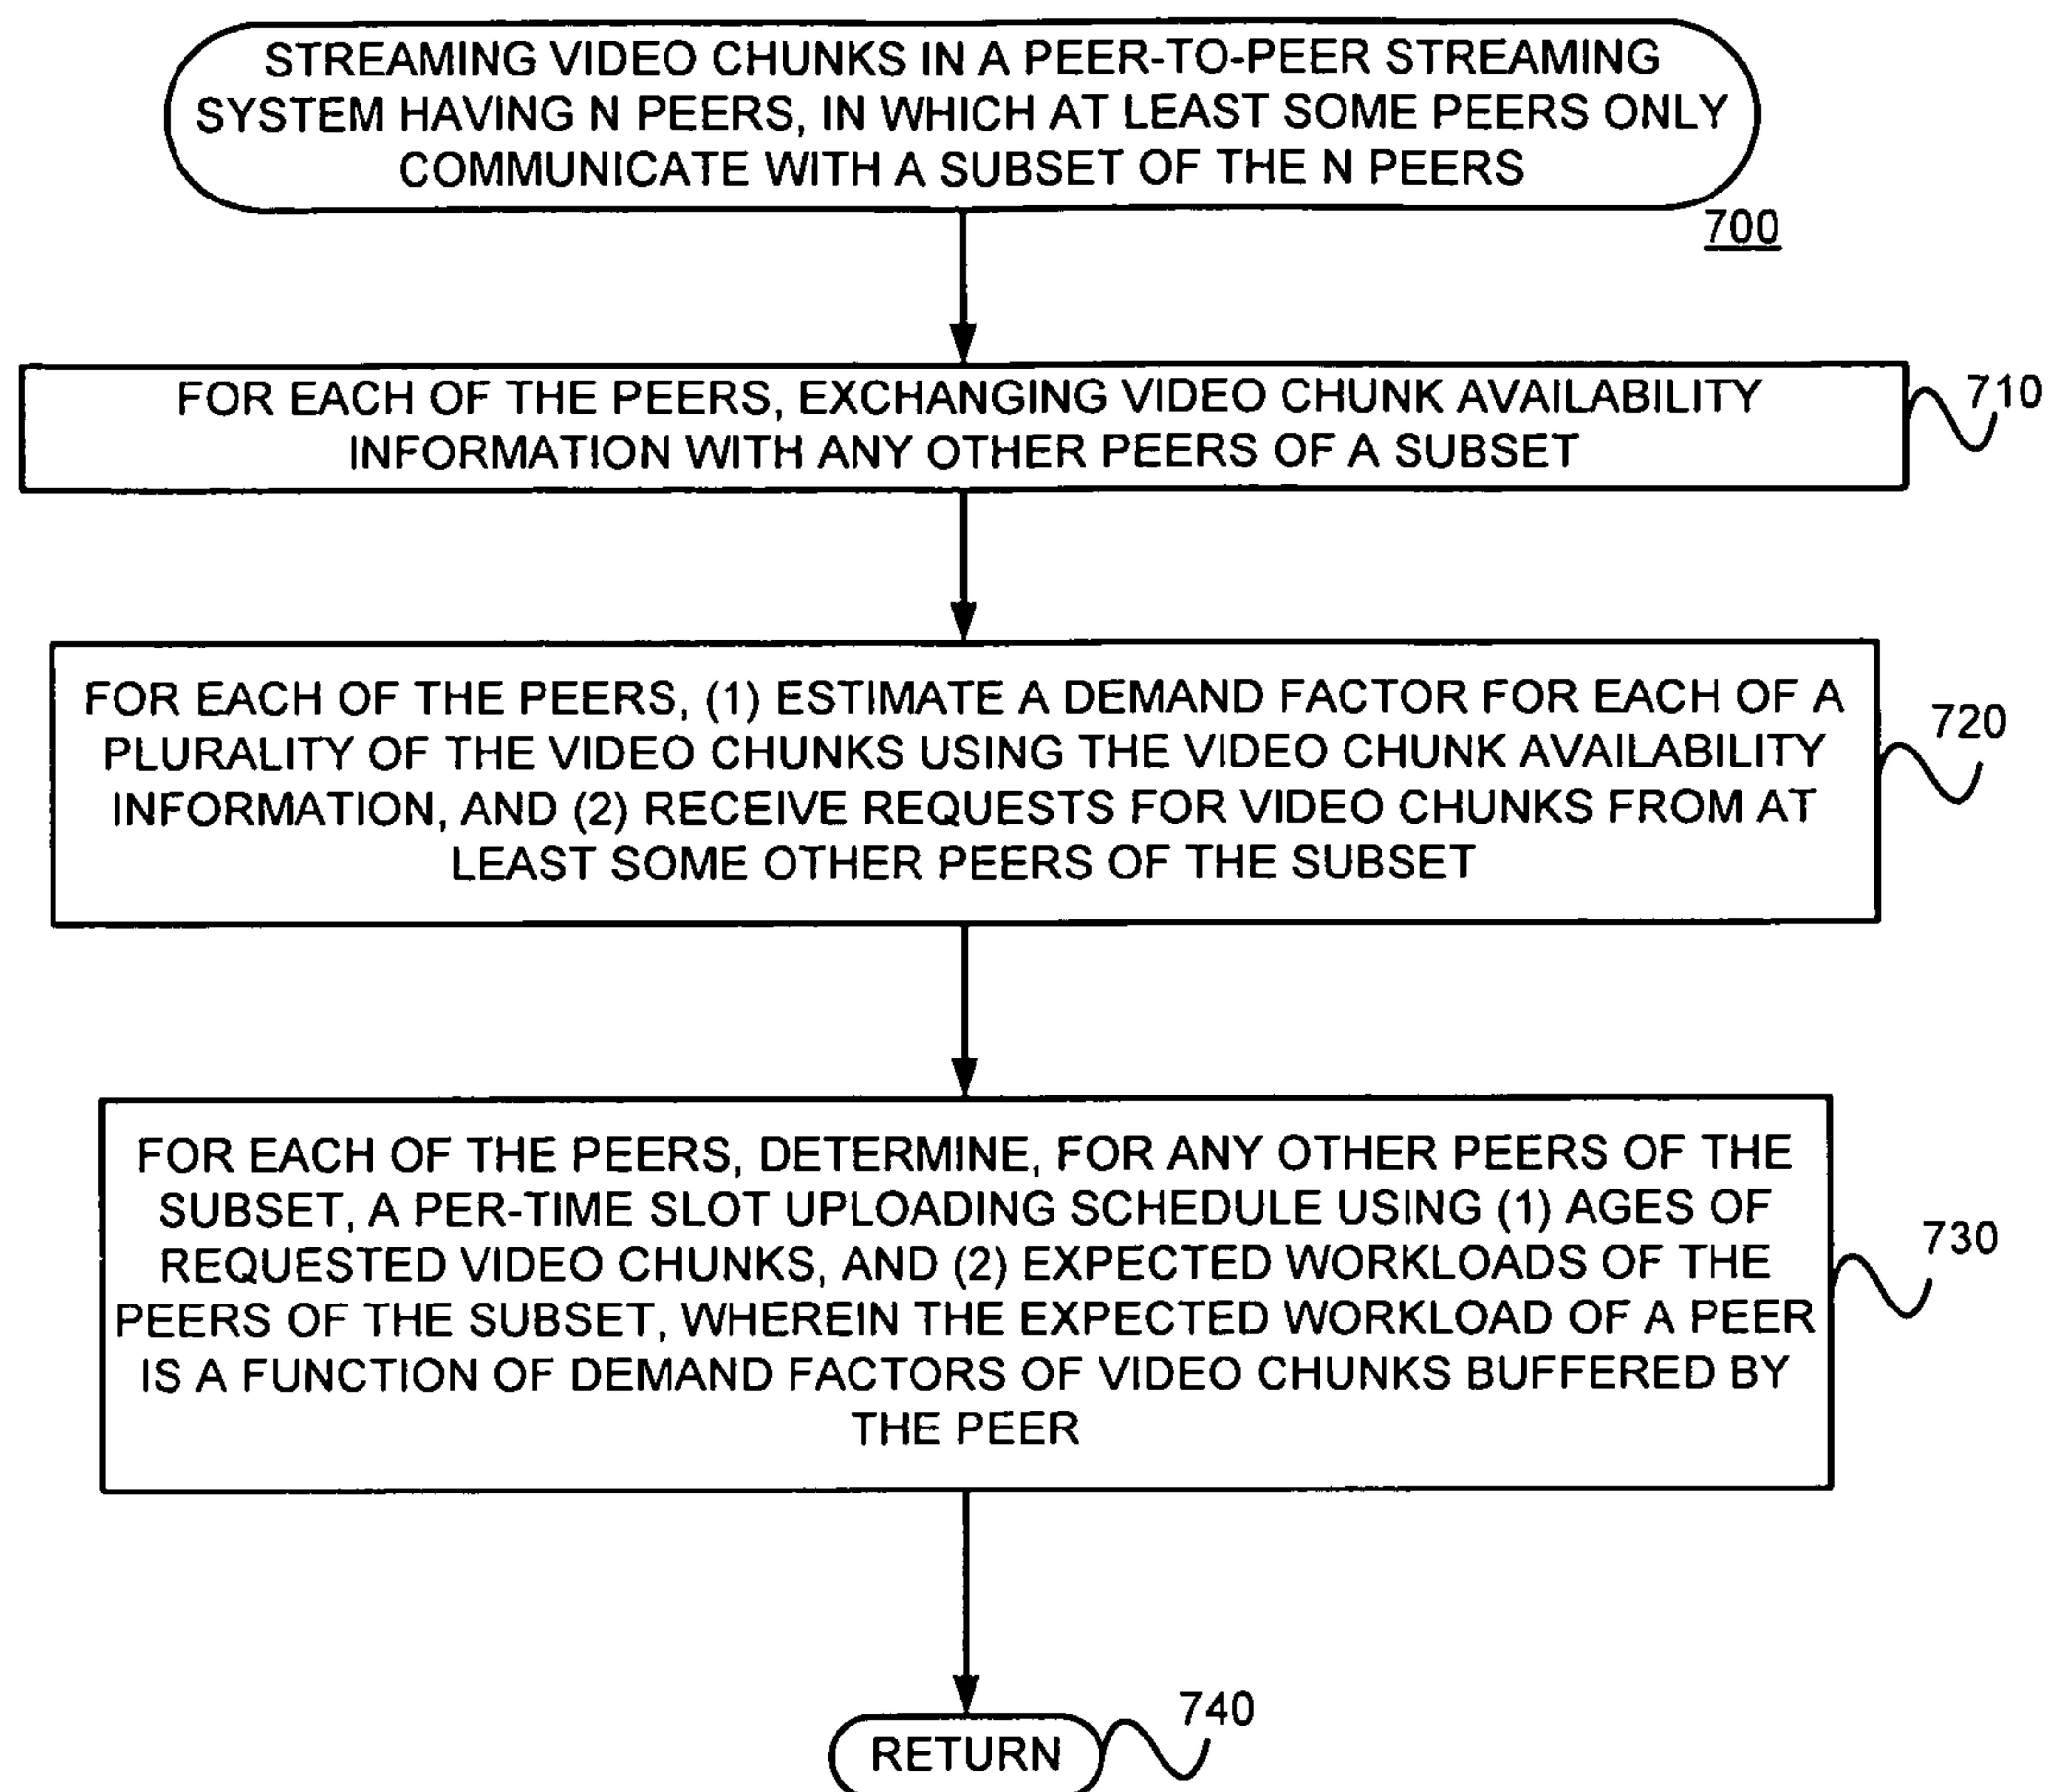 STREAMING VIDEO CHUNKS IN A PEER-TO-PEER STREAMING
SYSTEM HAVING N PEERS, IN WHICH AT LEAST SOME PEERS ONLY
COMMUNICATE WITH A SUBSET OF THE N PEERS
700
FOR EACH OF THE PEERS, EXCHANGING VIDEO CHUNK AVAILABILITY
INFORMATION WITH ANY OTHER PEERS OF A SUBSET
710
FOR EACH OF THE PEERS, (1) ESTIMATE A DEMAND FACTOR FOR EACH OF A
PLURALITY OF THE VIDEO CHUNKS USING THE VIDEO CHUNK AVAILABILITY
INFORMATION, AND (2) RECEIVE REQUESTS FOR VIDEO CHUNKS FROM AT
LEAST SOME OTHER PEERS OF THE SUBSET
720
FOR EACH OF THE PEERS, DETERMINE, FOR ANY OTHER PEERS OF THE
SUBSET, A PER-TIME SLOT UPLOADING SCHEDULE USING (1) AGES OF
REQUESTED VIDEO CHUNKS, AND (2) EXPECTED WORKLOADS OF THE
PEERS OF THE SUBSET, WHEREIN THE EXPECTED WORKLOAD OF A PEER
IS A FUNCTION OF DEMAND FACTORS OF VIDEO CHUNKS BUFFERED BY
THE PEER
730
RETURN
740